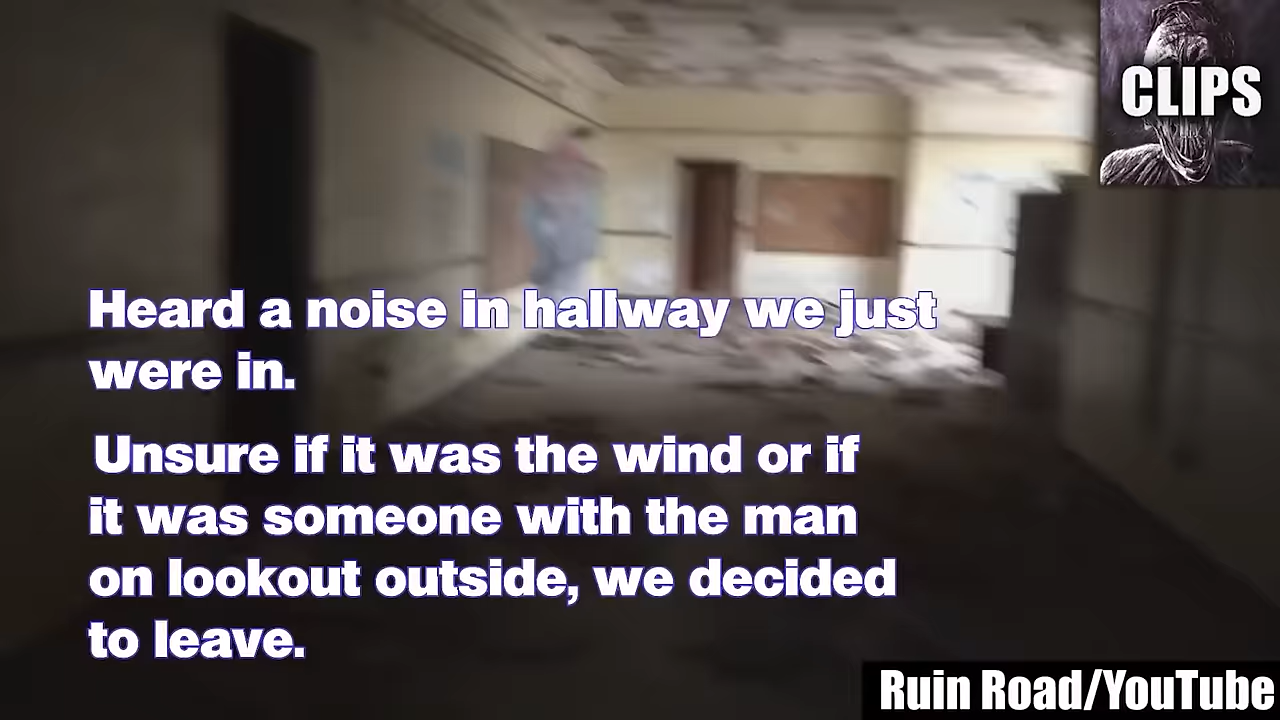 CLIPS
Heard a noise in hallway we just
were in.
Unsure if it was the wind or if
it was someone with the man
on lookout outside, we decided
to leave.
Ruin Road/YouTube